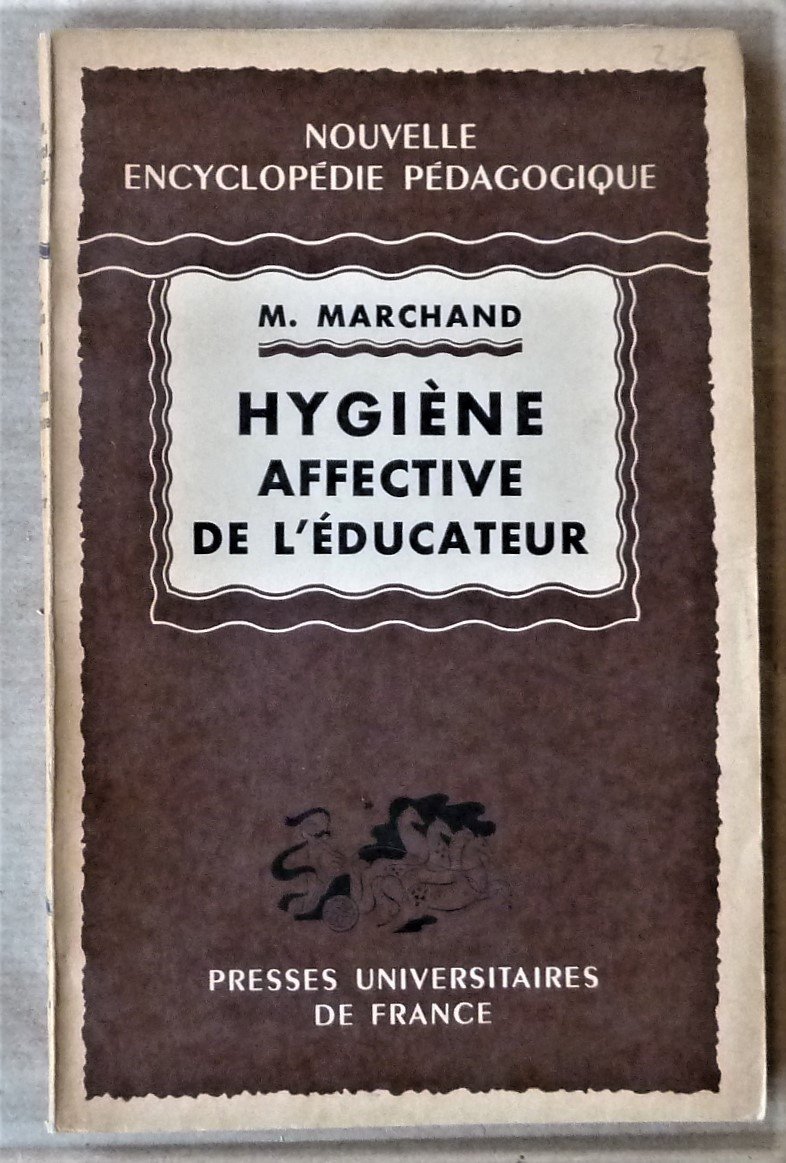 NOUVELLE
ENCYCLOPÉDIE PÉDAGOGIQUE
M. MARCHAND
HYGIÈNE
AFFECTIVE
DE L'ÉDUCATEUR
PRESSES UNIVERSITAIRES
DE FRANCE